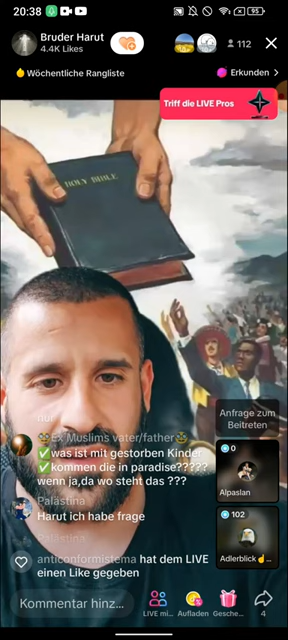 20:38
95
Bruder Harut
4.4K Likes
112
Wöchentliche Rangliste
Erkunden >
Triff die LIVE Pros
HOLY BIBLE
nur
Ex Muslims vater/father
✅was ist mit gestorben Kinder
✅kommen die in paradise?????
wenn ja,da wo steht das ???
Palästina
Harut ich habe frage
Palästina
anticonformistema hat dem LIVE
einen Like gegeben
Anfrage zum
Beitreten
0
Alpaslan
102
Adlerblick☝...
Kommentar hinz...
LIVE mi...
Aufladen
Gesche...
4